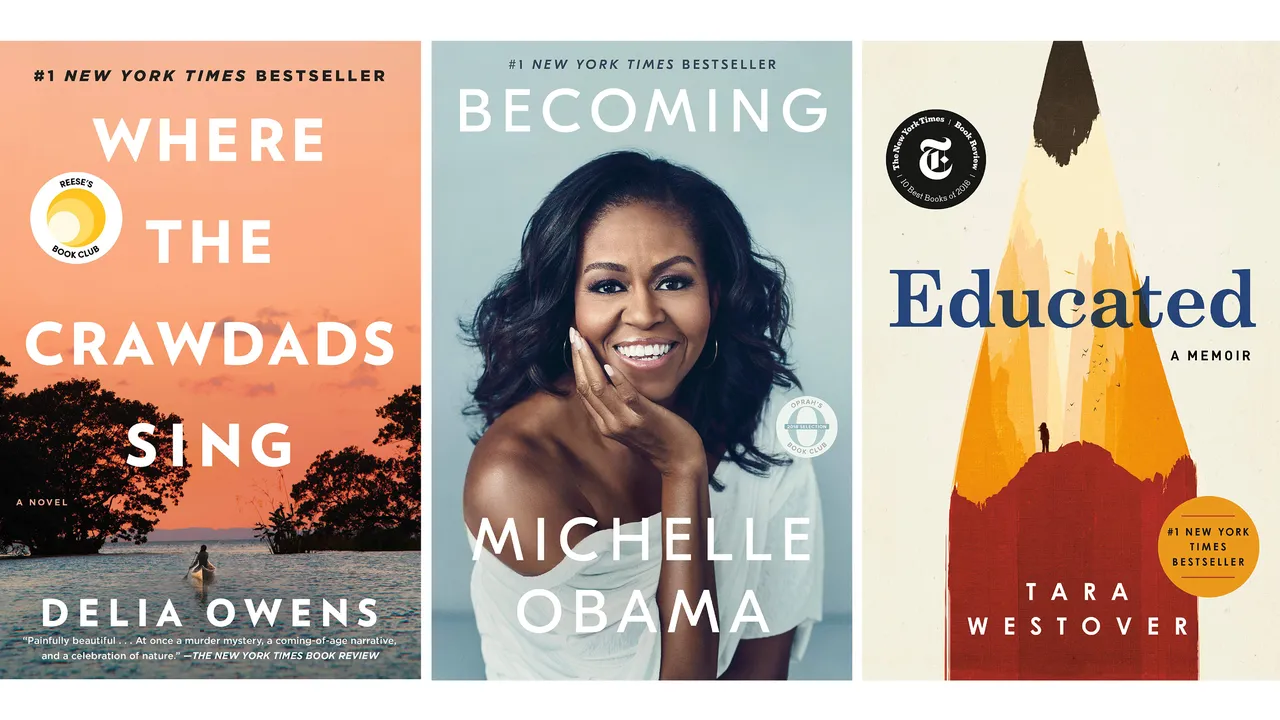 #1 NEW YORK TIMES BESTSELLER
WHERE
THE
CRAWDADS
SING
REESE'S
BOOK CLUB
A NOVEL
DELIA OWENS
“Painfully beautiful . . . At once a murder mystery, a coming-of-age narrative,
and a celebration of nature.” —THE NEW YORK TIMES BOOK REVIEW
#1 NEW YORK TIMES BESTSELLER
BECOMING
OPRAH'S
2018 SELECTION
BOOK CLUB
MICHELLE
OBAMA
The New York Times | Book Review
T
| 10 Best Books of 2018 |
Educated
A MEMOIR
#1 NEW YORK
TIMES
BESTSELLER
TARA
WESTOVER